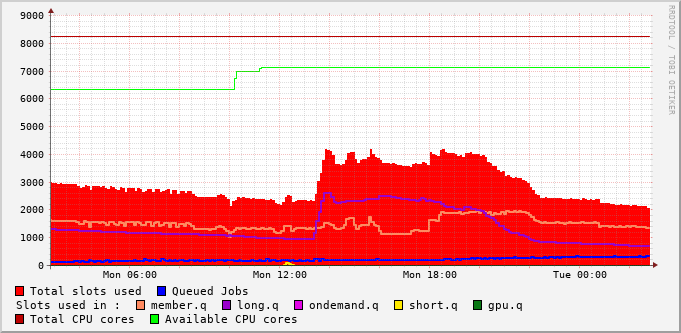 9000
8000
7000
6000
5000
4000
3000
2000
1000
0
Mon 06:00 Mon 12:00 Mon 18:00 Tue 00:00
RRDTOOL / TOBI OETIKER
Total slots used Queued Jobs
Slots used in : member.q long.q ondemand.q short.q gpu.q
Total CPU cores Available CPU cores